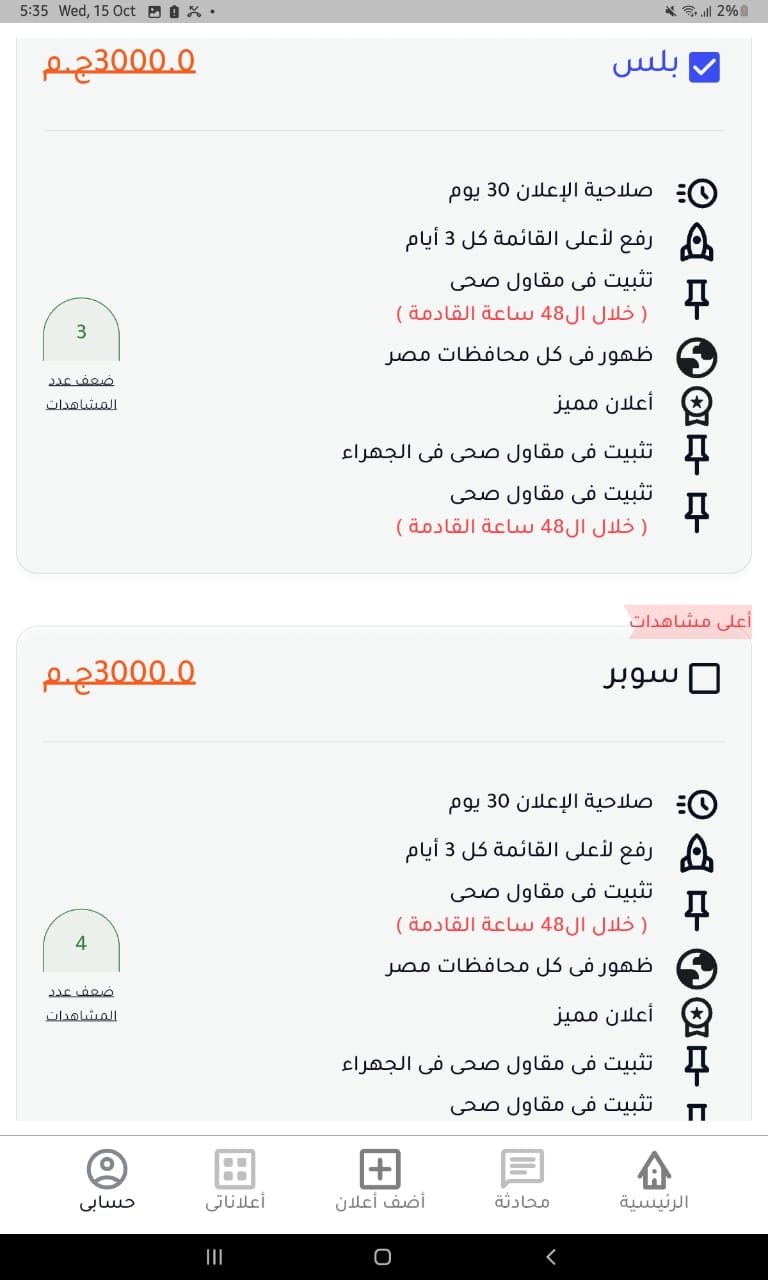 5:35 Wed, 15 Oct
2%
بلس
3000.0ج.م
صلاحية الإعلان 30 يوم
رفع لأعلى القائمة كل 3 أيام
تثبيت فى مقاول صحى
( خلال ال48 ساعة القادمة )
ظهور فى كل محافظات مصر
أعلان مميز
تثبيت فى مقاول صحى فى الجهراء
تثبيت فى مقاول صحى
( خلال ال48 ساعة القادمة )
3
ضعف عدد
المشاهدات
أعلى مشاهدات
سوبر
3000.0ج.م
صلاحية الإعلان 30 يوم
رفع لأعلى القائمة كل 3 أيام
تثبيت فى مقاول صحى
( خلال ال48 ساعة القادمة )
ظهور فى كل محافظات مصر
أعلان مميز
تثبيت فى مقاول صحى فى الجهراء
تثبيت فى مقاول صحى
4
ضعف عدد
المشاهدات
الرئيسية
محادثة
أضف أعلان
أعلاناتى
حسابى